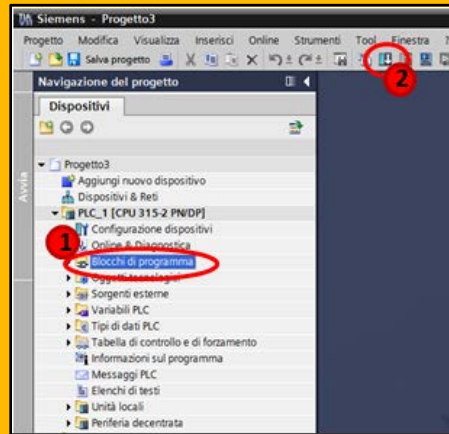 Siemens - Progetto3
Progetto Modifica Visualizza Inserisci Online Strumenti Tool Finestra
Salva progetto
2
Navigazione del progetto
Dispositivi
Avvia
Progetto3
Aggiungi nuovo dispositivo
Dispositivi & Reti
PLC_1 [CPU 315-2 PN/DP]
Configurazione dispositivi
1
Online & Diagnostica
Blocchi di programma
Oggetti tecnologici
Sorgenti esterne
Variabili PLC
Tipi di dati PLC
Tabella di controllo e di forzamento
Informazioni sul programma
Messaggi PLC
Elenchi di testi
Unità locali
Periferia decentrata